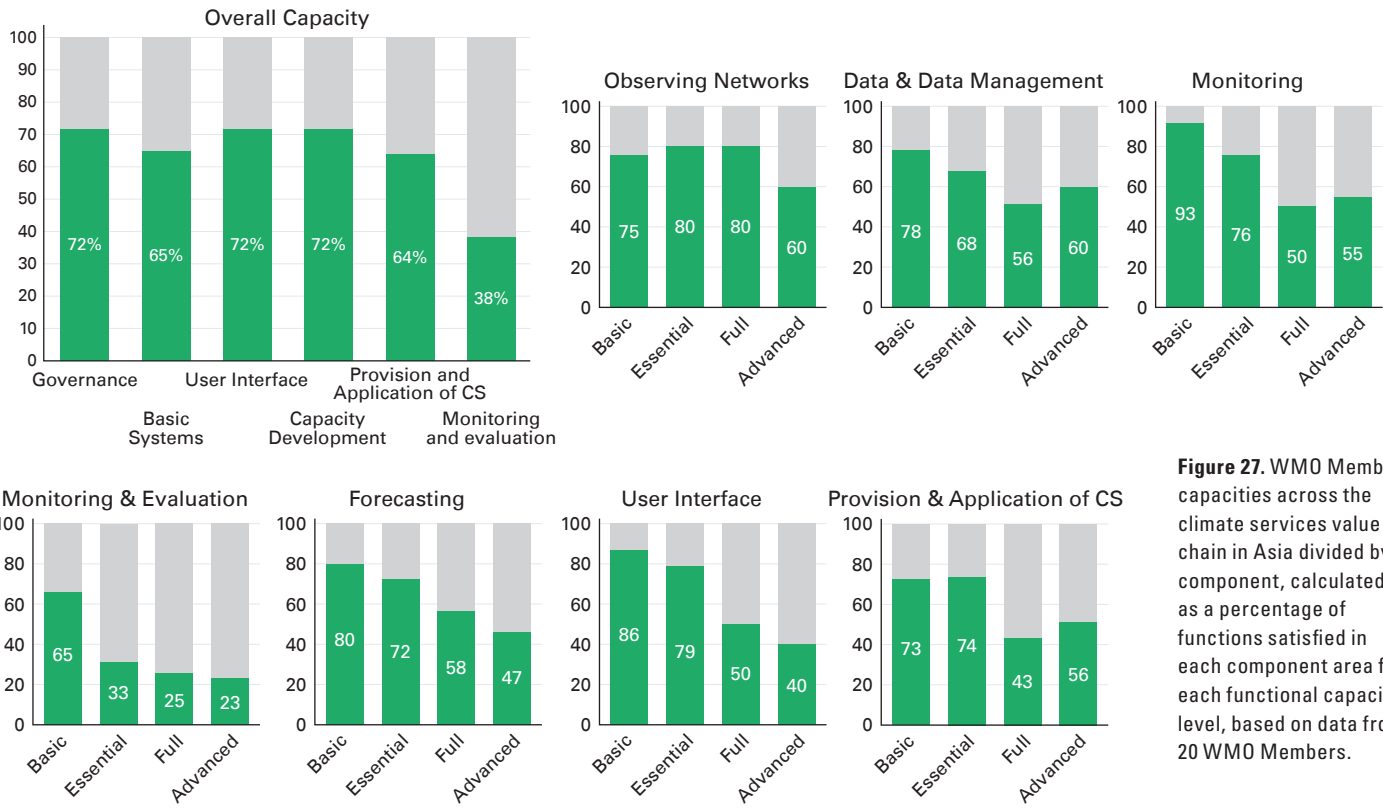 Overall Capacity
100
90
80
70
60
50
40
30
20
10
0
72%
65%
72%
72%
64%
38%
Governance
User Interface
Provision and
Application of CS
Basic
Systems
Capacity
Development
Monitoring
and evaluation
Observing Networks
100
80
60
40
20
0
75
80
80
60
Basic
Essential
Full
Advanced
Data & Data Management
100
80
60
40
20
0
78
68
56
60
Basic
Essential
Full
Advanced
Monitoring
100
80
60
40
20
0
93
76
50
55
Basic
Essential
Full
Advanced
Monitoring & Evaluation
100
80
60
40
20
0
65
33
25
23
Basic
Essential
Full
Advanced
Forecasting
100
80
60
40
20
0
80
72
58
47
Basic
Essential
Full
Advanced
User Interface
100
80
60
40
20
0
86
79
50
40
Basic
Essential
Full
Advanced
Provision & Application of CS
100
80
60
40
20
0
73
74
43
56
Basic
Essential
Full
Advanced
Figure 27. WMO Memb
capacities across the
climate services value
chain in Asia divided by
component, calculated
as a percentage of
functions satisfied in
each component area f
each functional capaci
level, based on data fro
20 WMO Members.